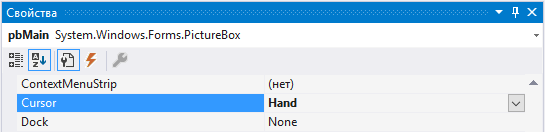 Свойства
pbMain System.Windows.Forms.PictureBox
ContextMenuStrip (нет)
Cursor Hand
Dock None